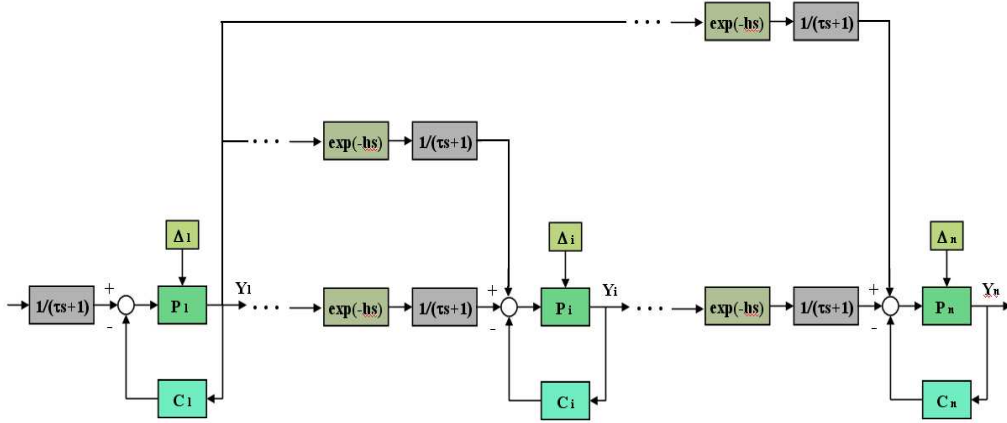 exp(-hs) 1/(τs+1)
exp(-hs) 1/(τs+1)
Δ1 Δi Δn
1/(τs+1) + P1 Y1 exp(-hs) 1/(τs+1) + Pi Yi exp(-hs) 1/(τs+1) + Pn Yn
- - -
C1 Ci Cn